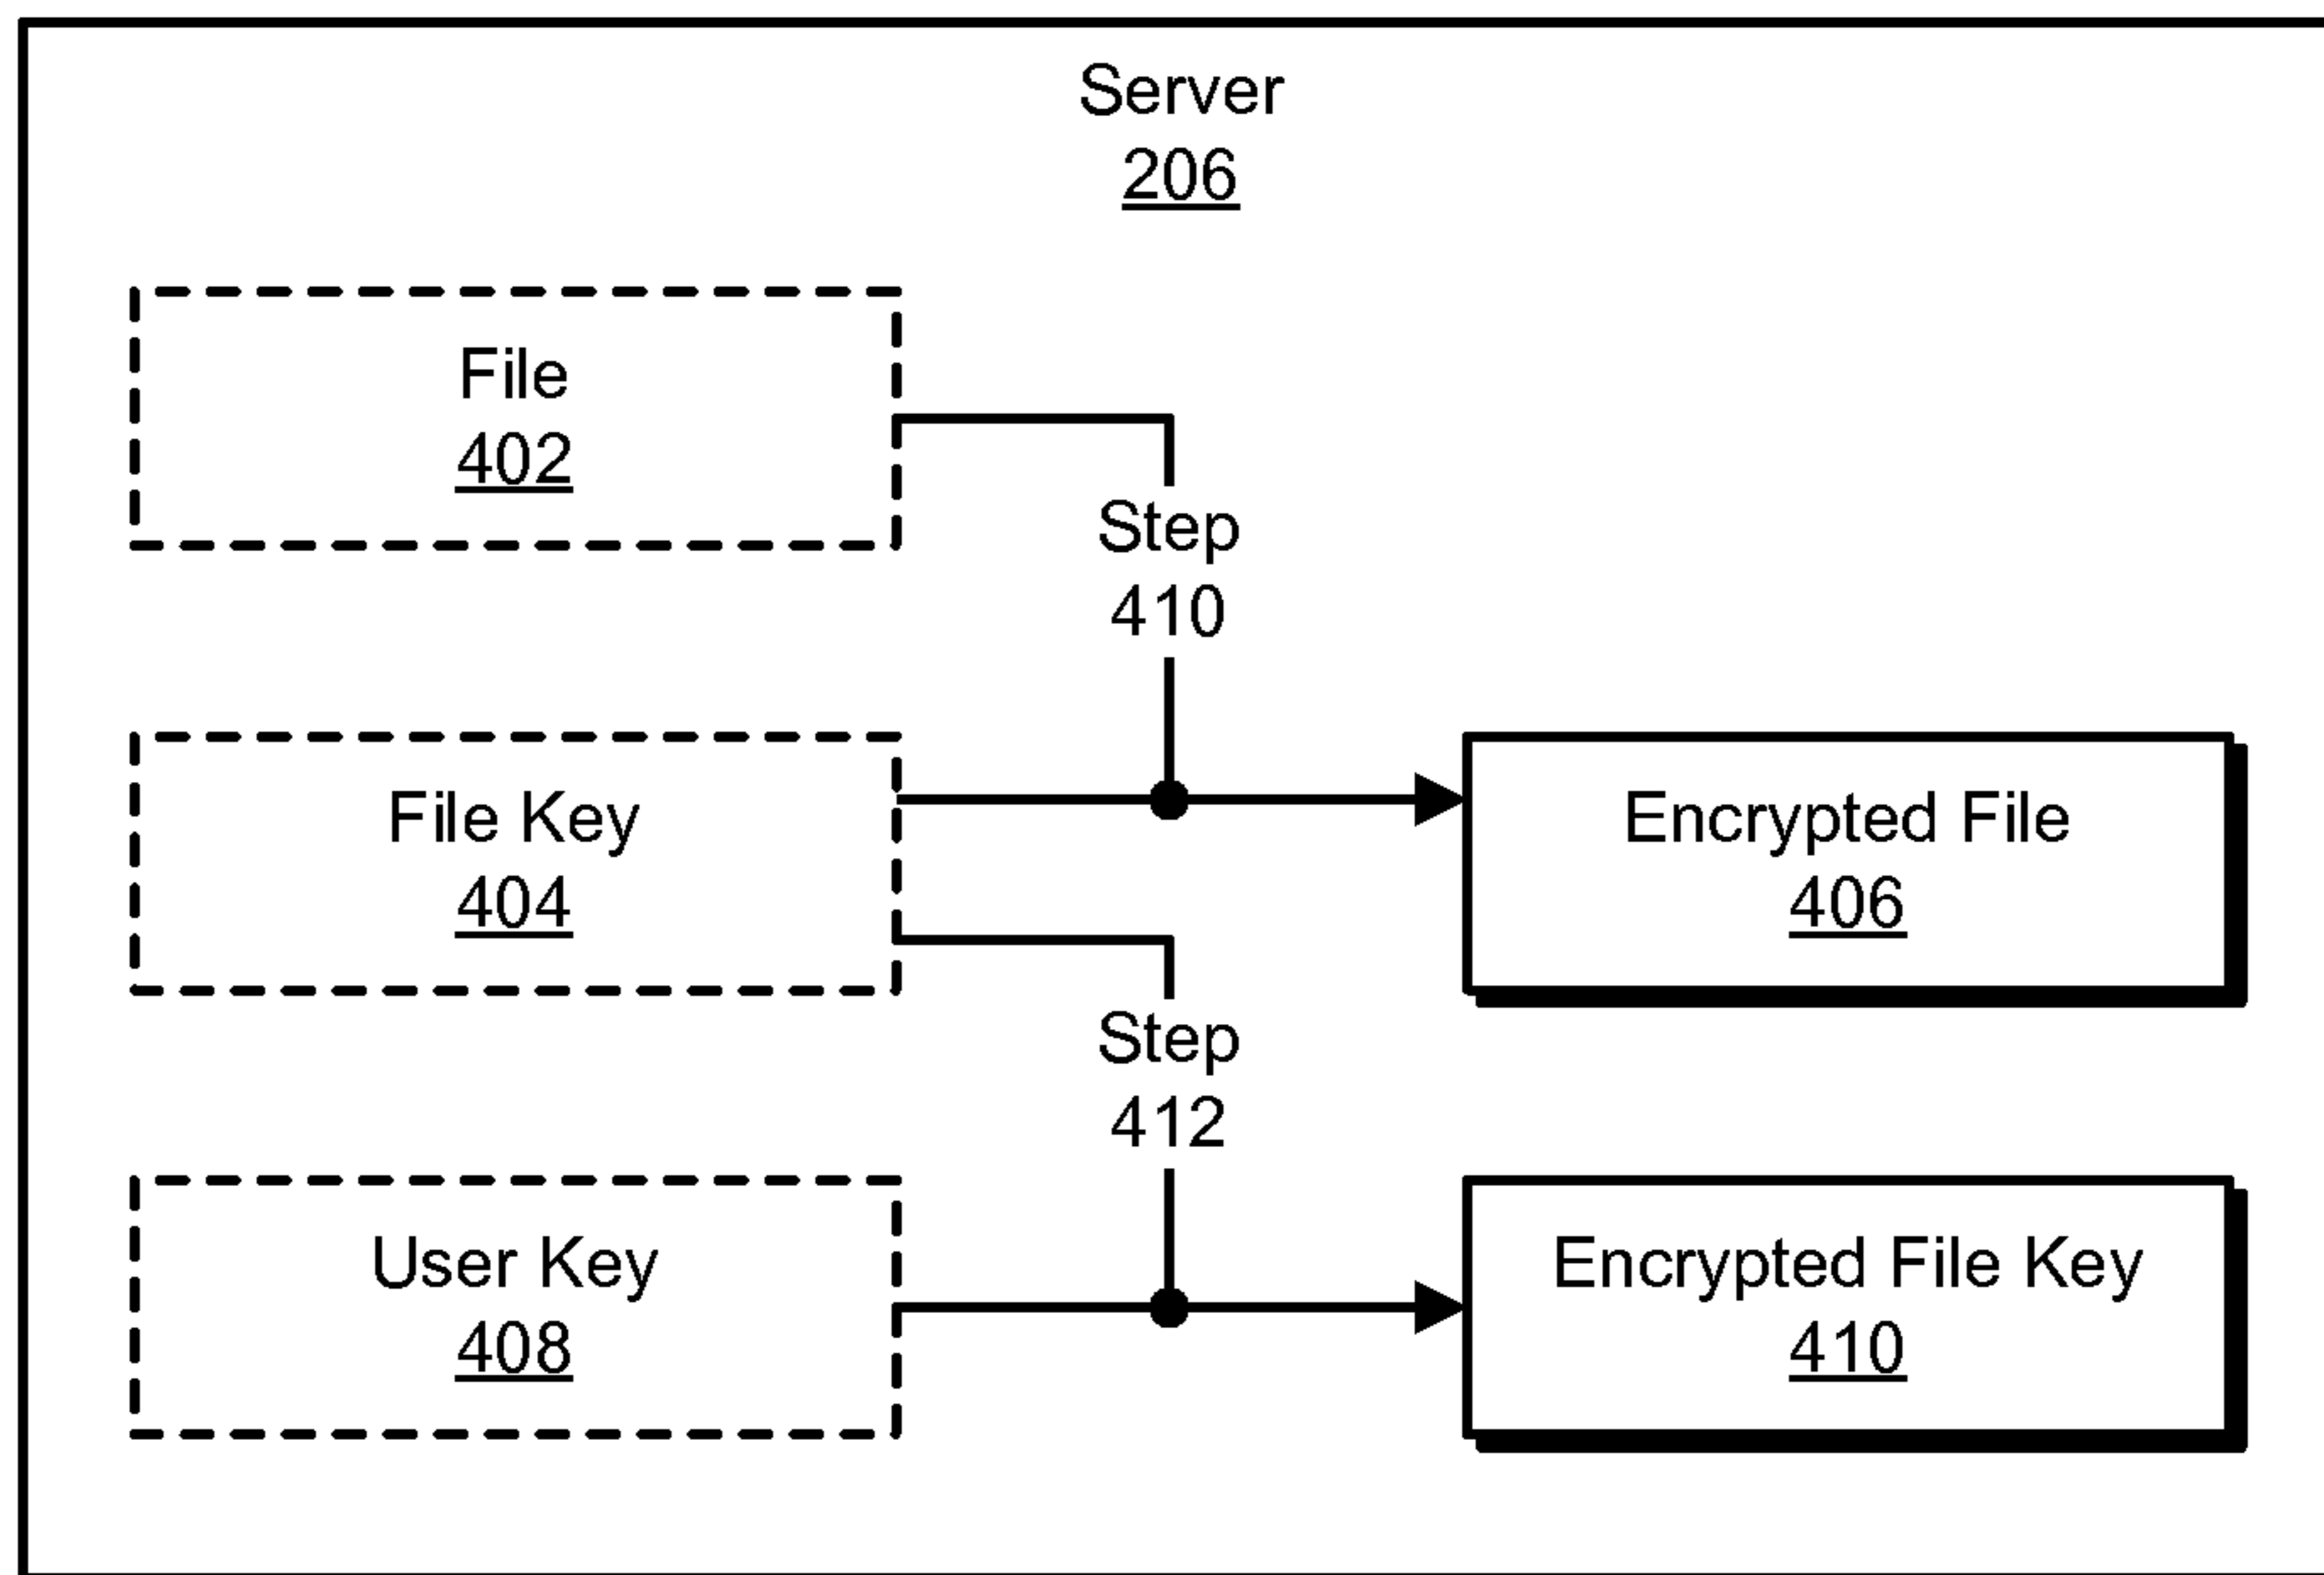 Server
206
File
402
Step
410
File Key
404
Encrypted File
406
Step
412
User Key
408
Encrypted File Key
410